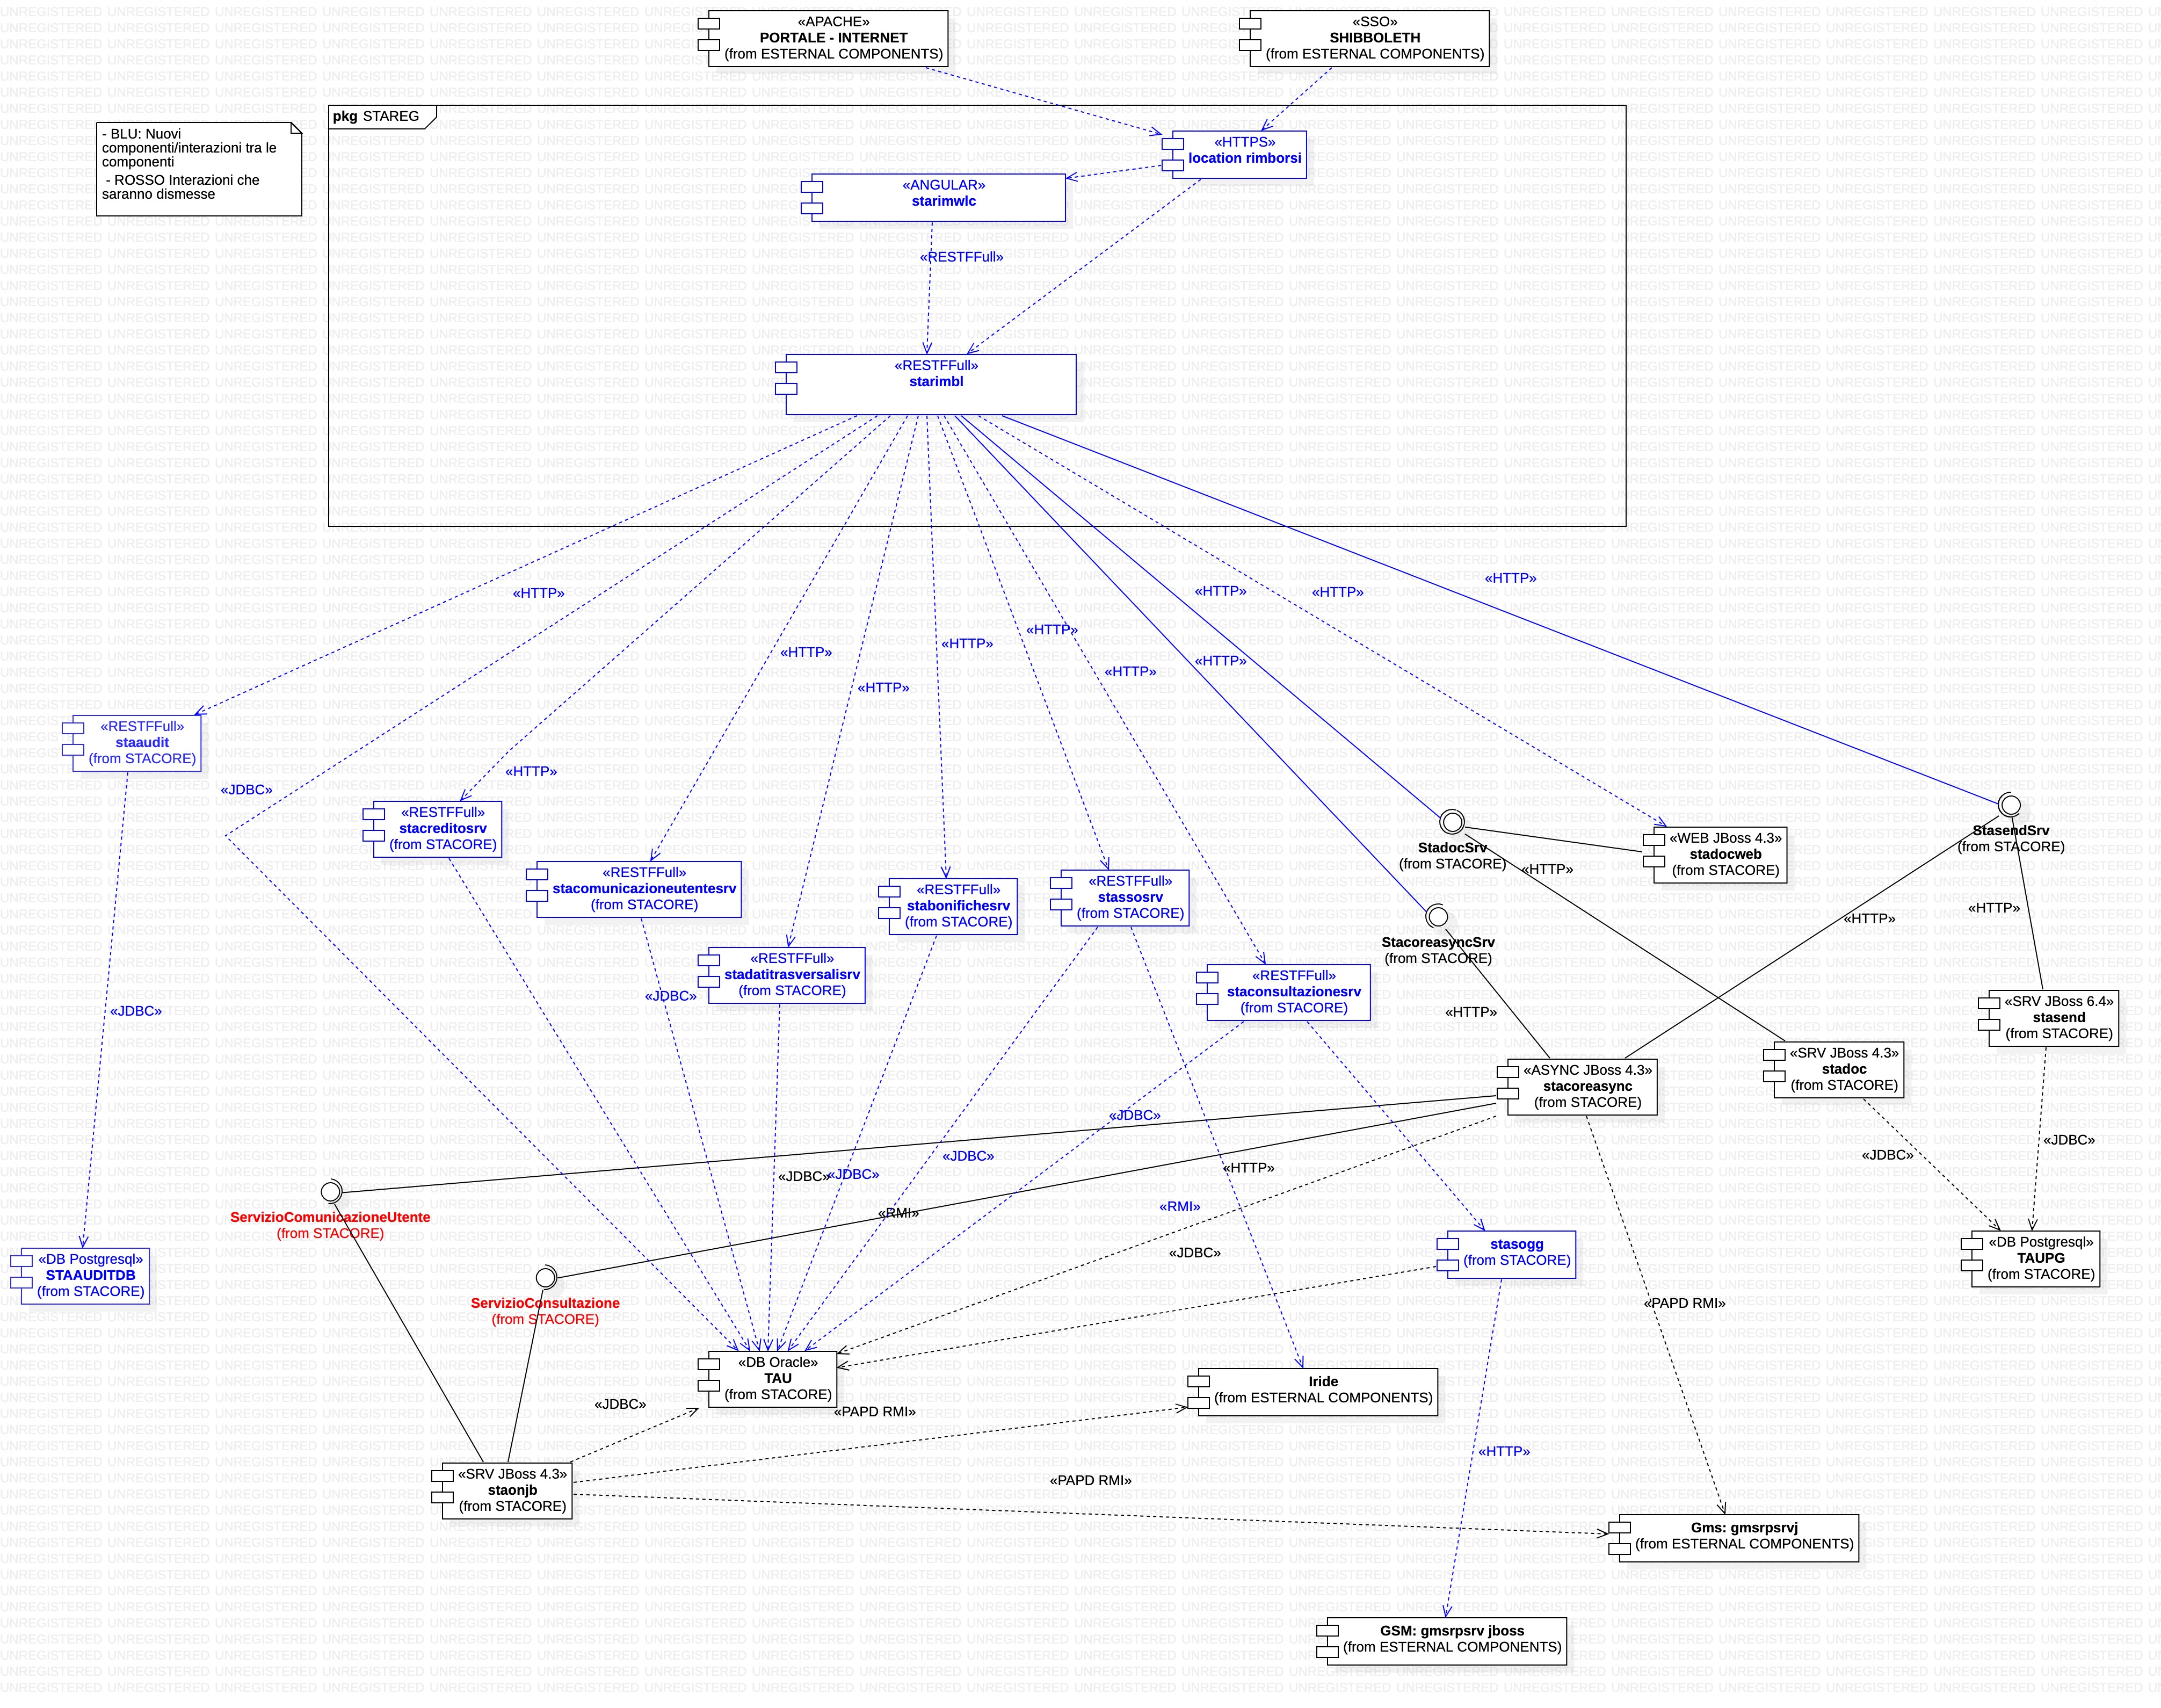 «APACHE»
PORTALE - INTERNET
(from ESTERNAL COMPONENTS)
«SSO»
SHIBBOLETH
(from ESTERNAL COMPONENTS)
pkg STAREG
- BLU: Nuovi
componenti/interazioni tra le
componenti
- ROSSO Interazioni che
saranno dismesse
«HTTPS»
location rimborsi
«ANGULAR»
starimwlc
«RESTFFull»
«RESTFFull»
starimbl
«HTTP»
«HTTP»
«HTTP»
«HTTP»
«HTTP»
«HTTP»
«HTTP»
«HTTP»
«HTTP»
«HTTP»
«HTTP»
«RESTFFull»
staaudit
(from STACORE)
«JDBC»
«HTTP»
«RESTFFull»
stacreditosrv
(from STACORE)
«RESTFFull»
stacomunicazioneutentesrv
(from STACORE)
«RESTFFull»
stabonifichesrv
(from STACORE)
«RESTFFull»
stassosrv
(from STACORE)
StadocSrv
(from STACORE)
«HTTP»
«WEB JBoss 4.3»
stadocweb
(from STACORE)
StasendSrv
(from STACORE)
«HTTP»
«HTTP»
StacoreasyncSrv
(from STACORE)
«RESTFFull»
stadatitrasversalisrv
(from STACORE)
«JDBC»
«RESTFFull»
staconsultazionesrv
(from STACORE)
«HTTP»
«JDBC»
«SRV JBoss 6.4»
stasend
(from STACORE)
«SRV JBoss 4.3»
stadoc
(from STACORE)
«ASYNC JBoss 4.3»
stacoreasync
(from STACORE)
«JDBC»
«JDBC»
«JDBC»
«JDBC»
«JDBC»
«JDBC»
«HTTP»
«RMI»
«RMI»
«JDBC»
ServizioComunicazioneUtente
(from STACORE)
ServizioConsultazione
(from STACORE)
«DB Postgresql»
STAAUDITDB
(from STACORE)
stasogg
(from STACORE)
«DB Postgresql»
TAUPG
(from STACORE)
«PAPD RMI»
«DB Oracle»
TAU
(from STACORE)
Iride
(from ESTERNAL COMPONENTS)
«JDBC»
«PAPD RMI»
«HTTP»
«PAPD RMI»
«SRV JBoss 4.3»
staonjb
(from STACORE)
Gms: gmsrpsrvj
(from ESTERNAL COMPONENTS)
GSM: gmsrpsrv jboss
(from ESTERNAL COMPONENTS)